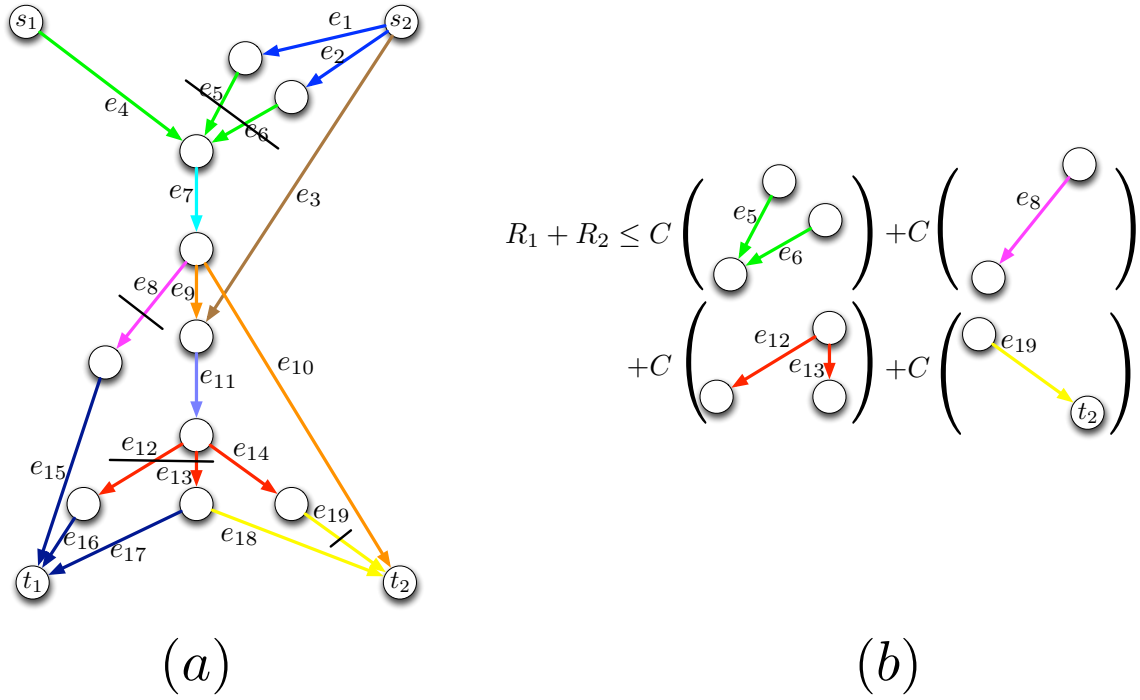 s₁ e₁ s₂
e₂
e₅
e₄ e₆
e₇ e₃
e₈ e₉
e₁₁ e₁₀
e₁₂ e₁₄
e₁₅ e₁₃
e₁₆ e₁₇ e₁₈ e₁₉
t₁ t₂
(a)
R₁ + R₂ ≤ C ( e₅ e₆ ) +C ( e₈ )
+C ( e₁₂ e₁₃ ) +C ( e₁₉ t₂ )
(b)